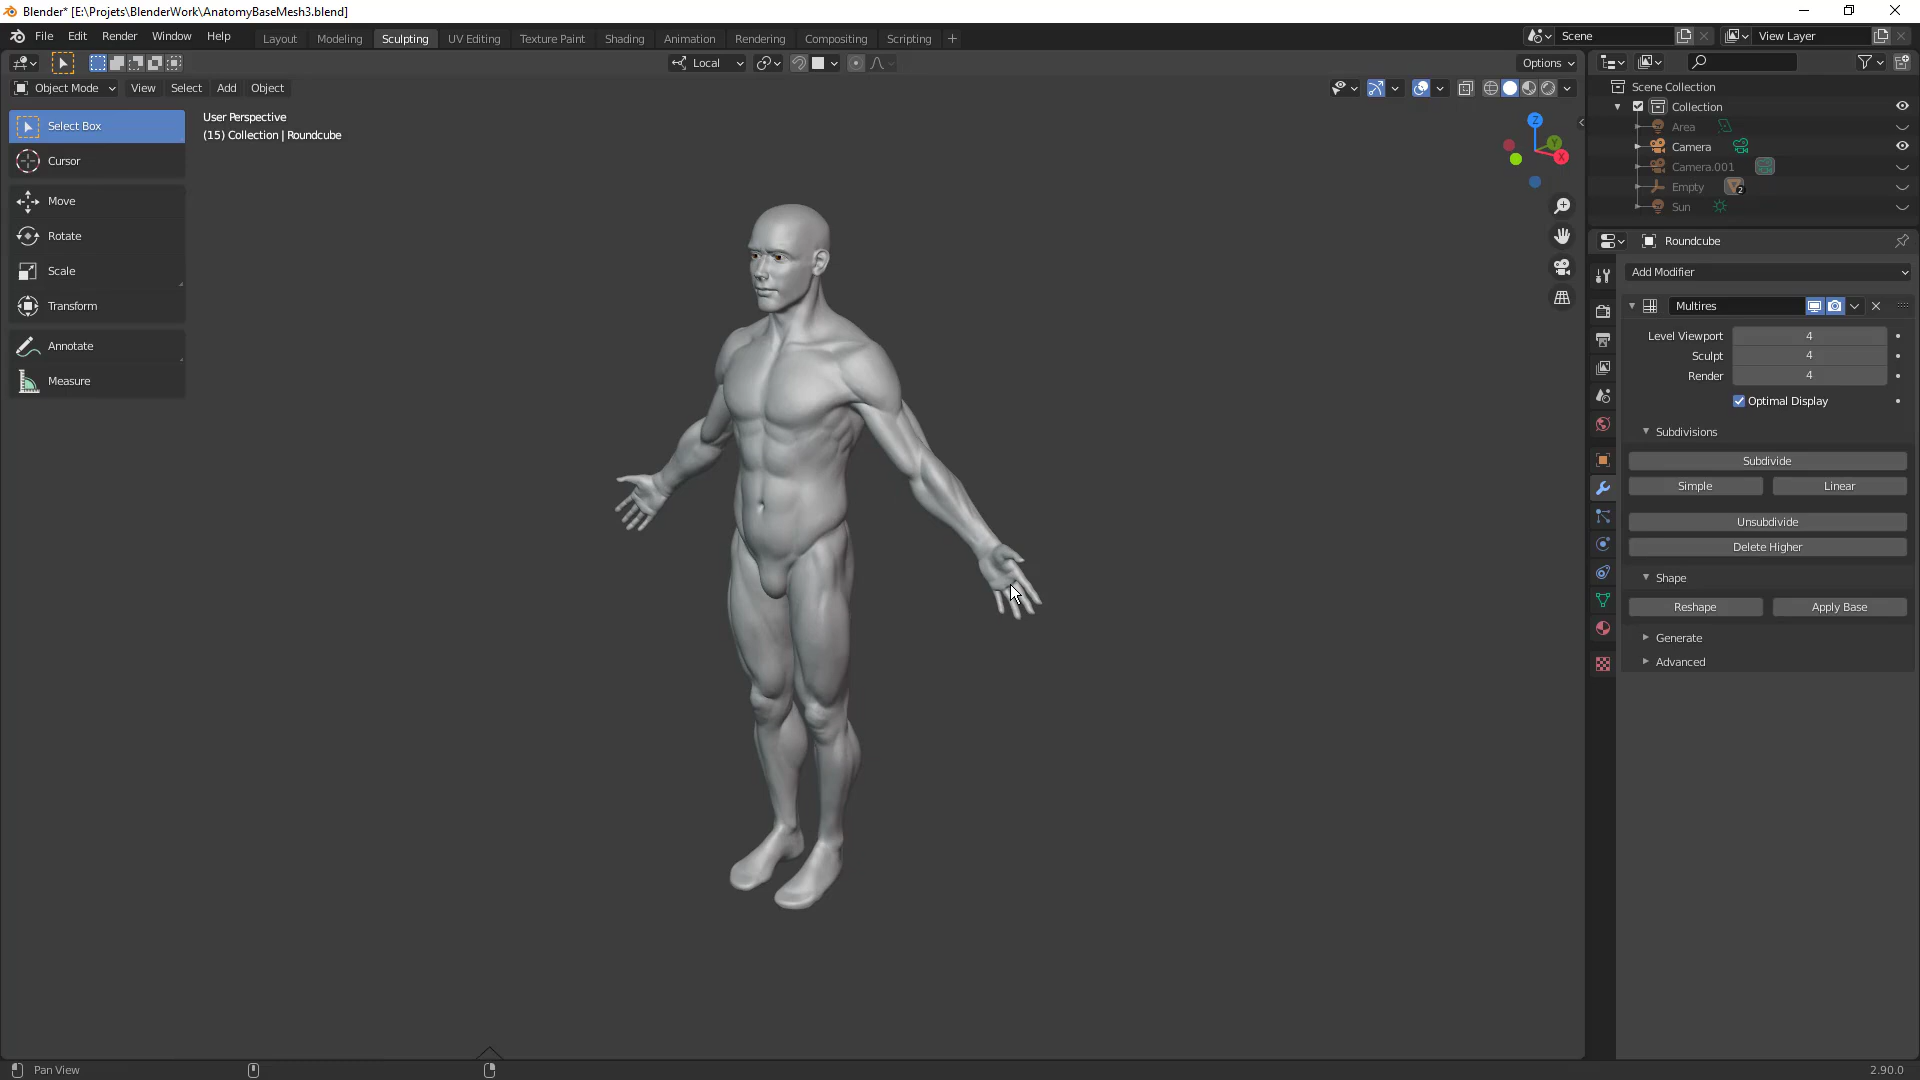 Blender* [E:\Projets\BlenderWork\AnatomyBaseMesh3.blend]
File Edit Render Window Help
Layout Modeling Sculpting UV Editing Texture Paint Shading Animation Rendering Compositing Scripting +
Scene
View Layer
Local
Options
Object Mode View Select Add Object
User Perspective
(15) Collection | Roundcube
Select Box
Cursor
Move
Rotate
Scale
Transform
Annotate
Measure
Z
Y
X
Scene Collection
Collection
Area
Camera
Camera.001
Empty 2
Sun
Roundcube
Add Modifier
Multires
Level Viewport 4
Sculpt 4
Render 4
Optimal Display
Subdivisions
Subdivide
Simple Linear
Unsubdivide
Delete Higher
Shape
Reshape Apply Base
Generate
Advanced
Pan View
2.90.0